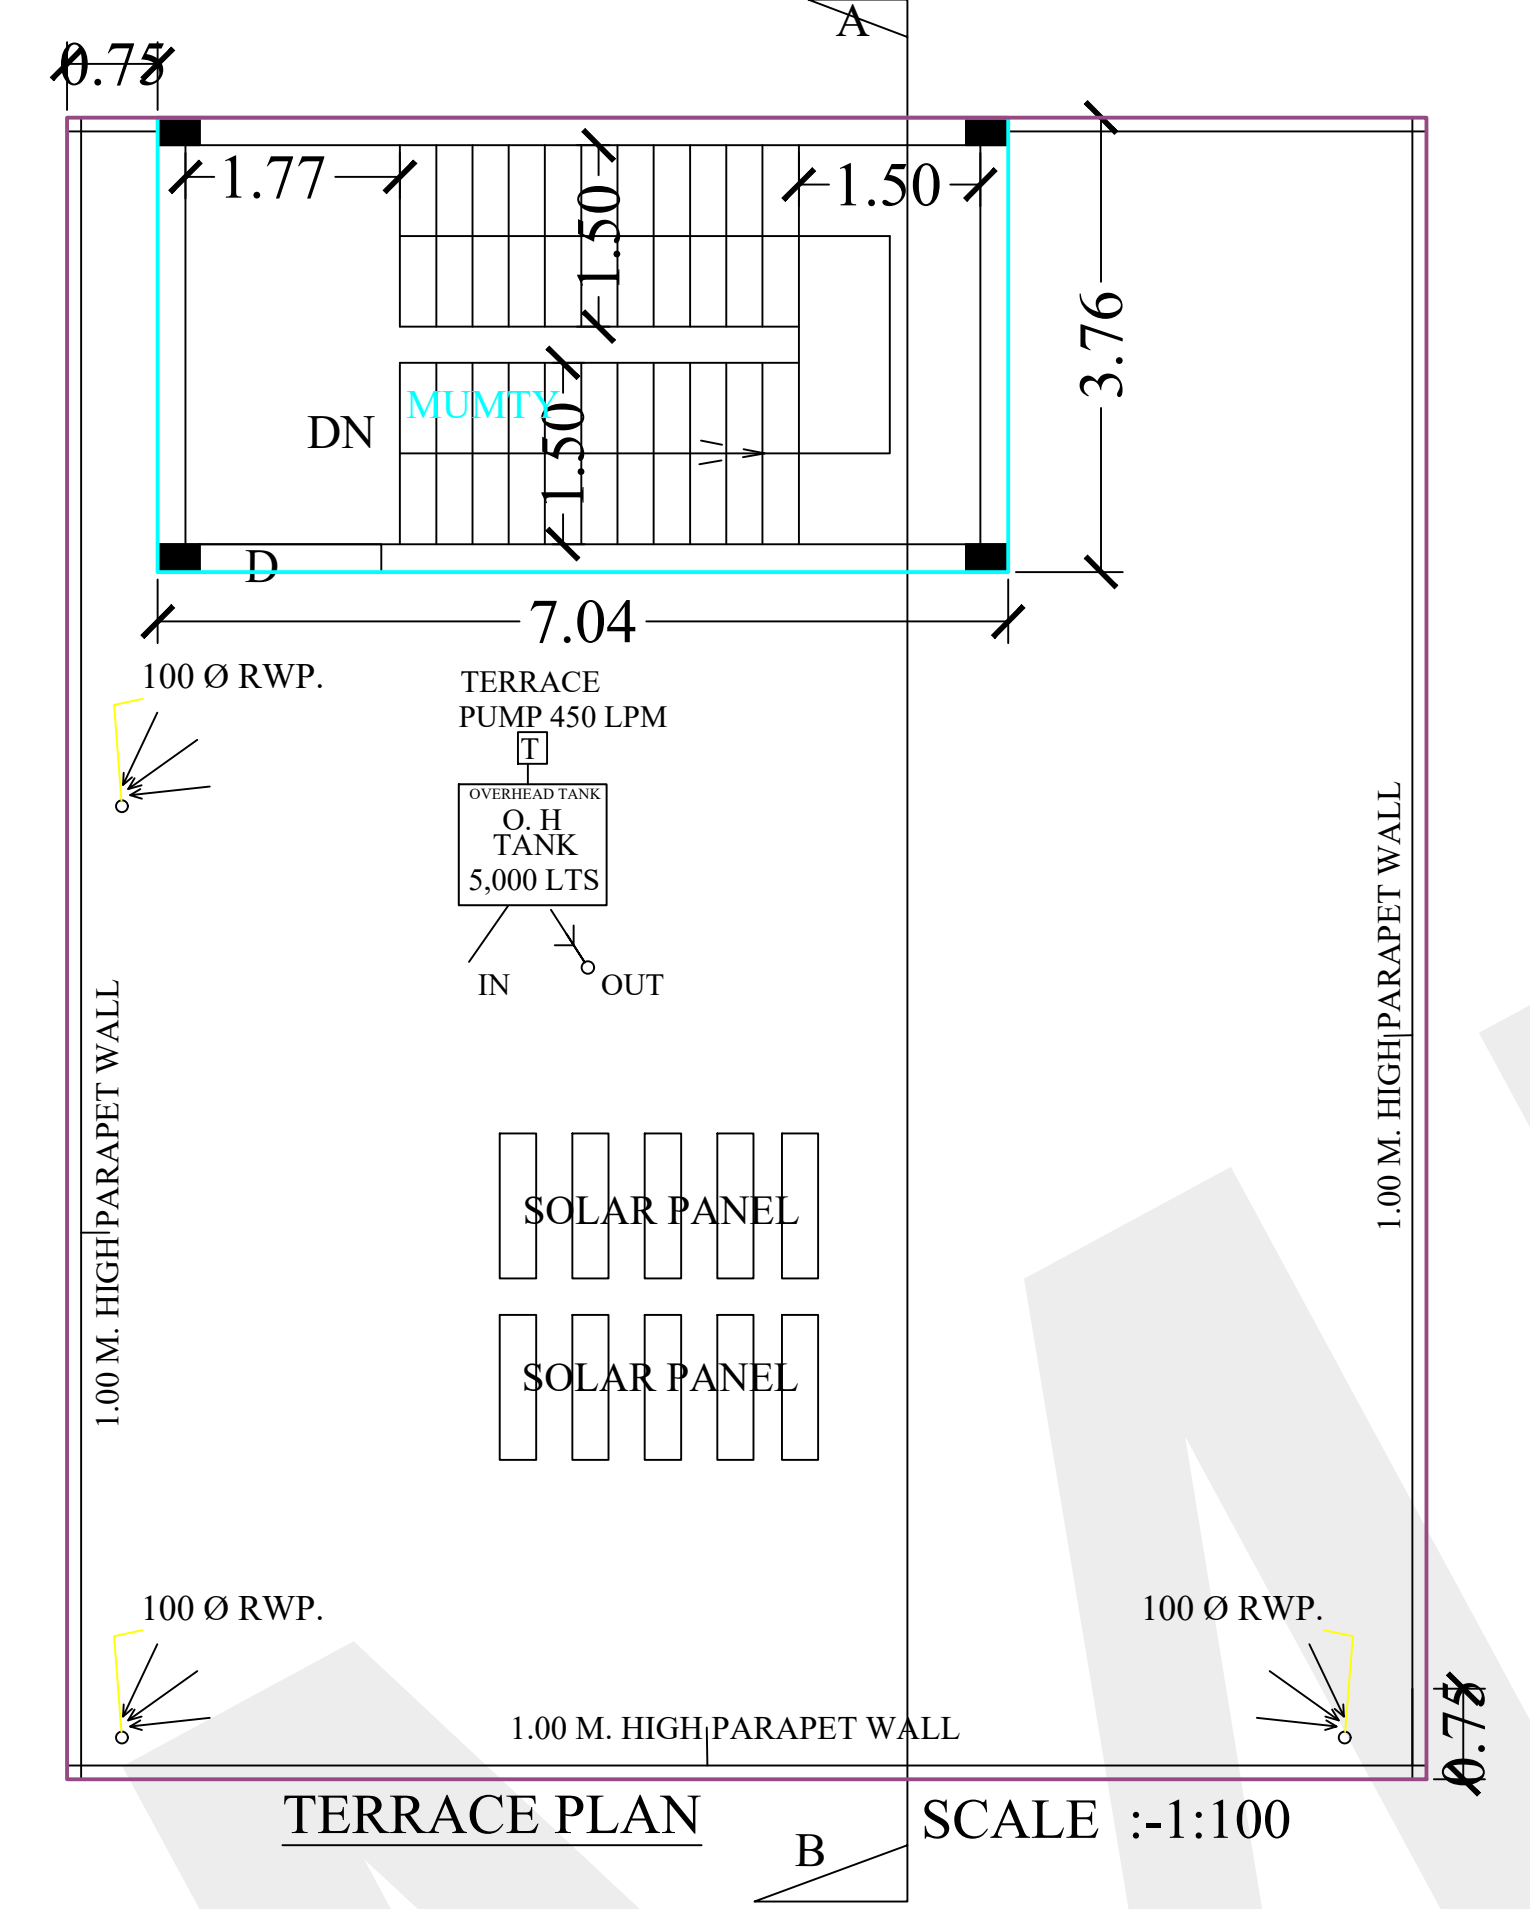 A
0.75
1.77
1.50
1.50
3.76
MUMTY
DN
1.50
D
7.04
100 Ø RWP.
TERRACE
PUMP 450 LPM
T
OVERHEAD TANK
O. H
TANK
5,000 LTS
IN
OUT
1.00 M. HIGH PARAPET WALL
1.00 M. HIGH PARAPET WALL
SOLAR PANEL
SOLAR PANEL
100 Ø RWP.
100 Ø RWP.
0.75
1.00 M. HIGH PARAPET WALL
TERRACE PLAN
SCALE :-1:100
B